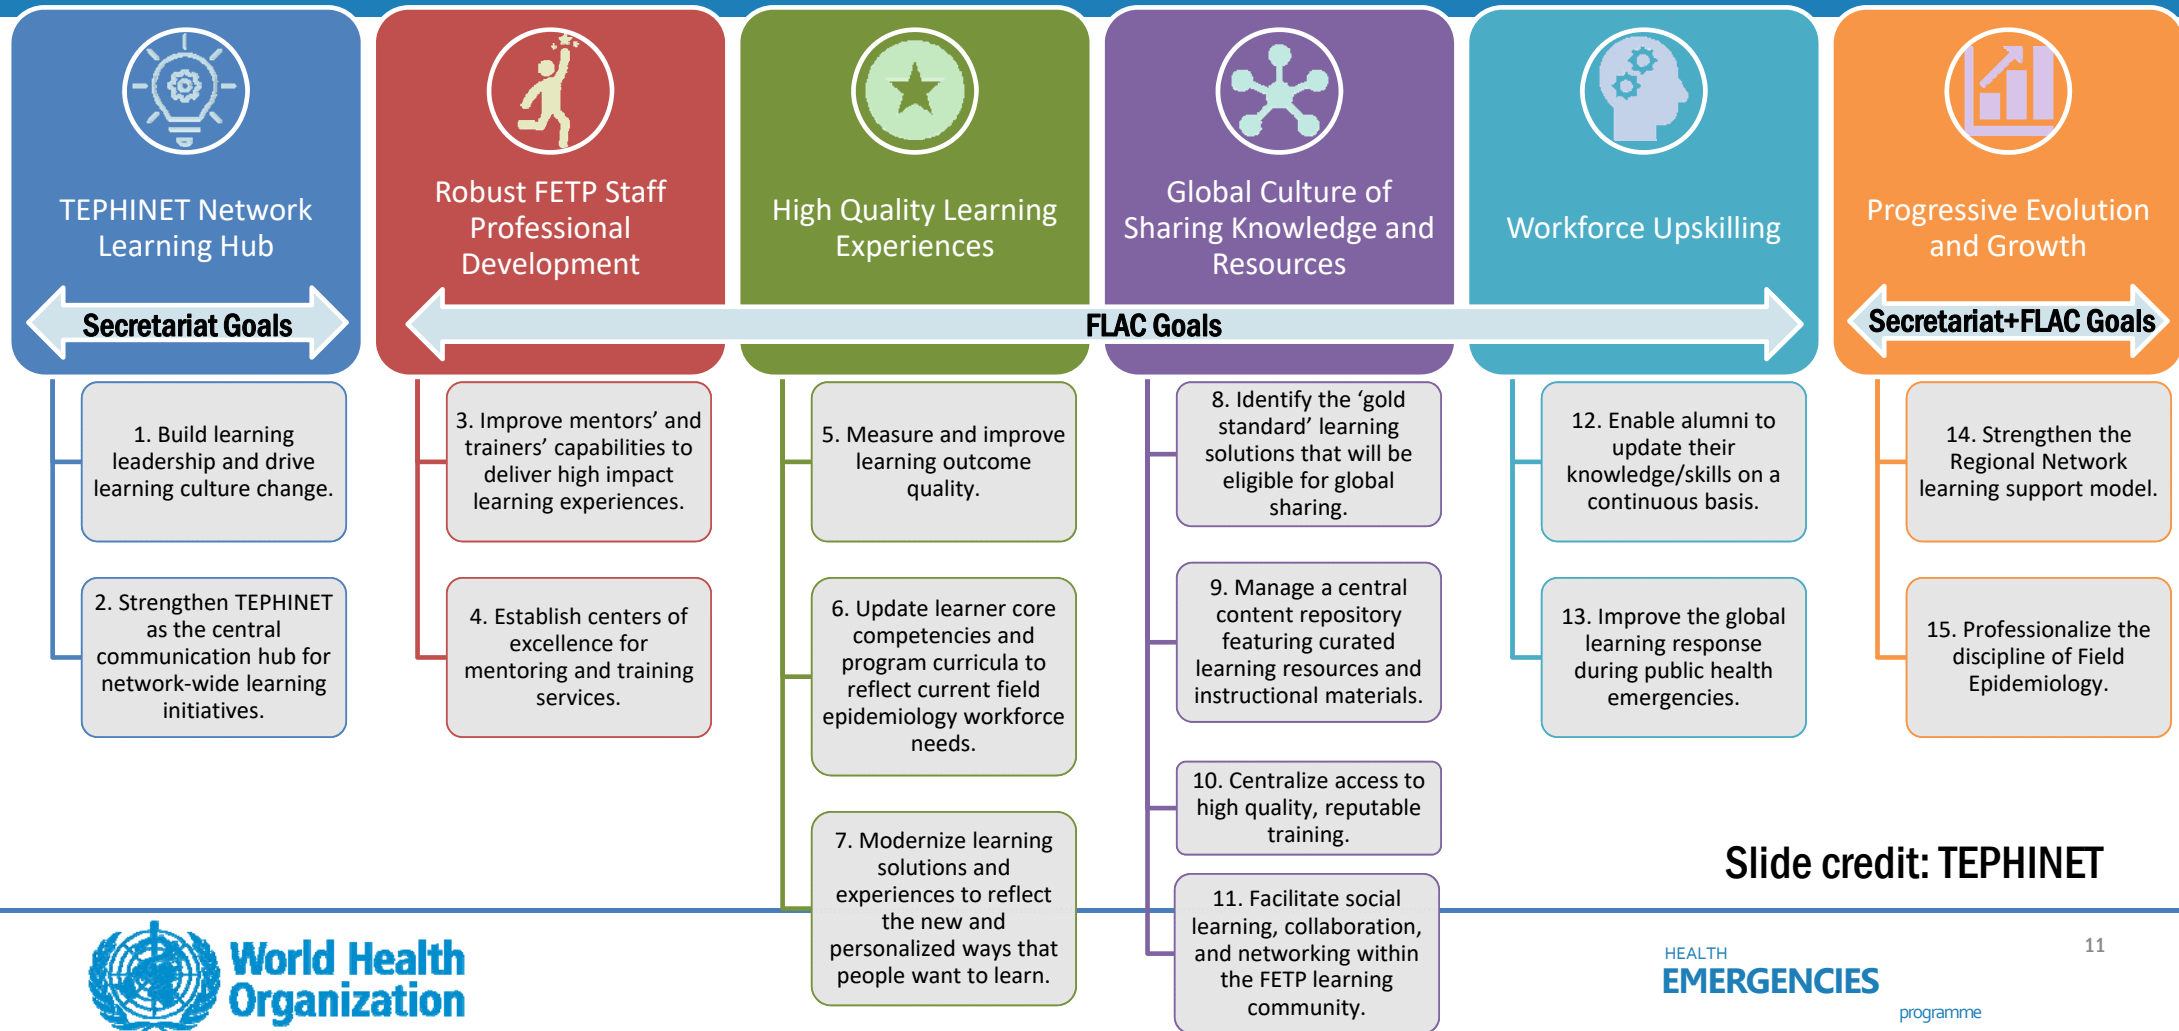 TEPHINET Network
Learning Hub
Secretariat Goals
1. Build learning
leadership and drive
learning culture change.
2. Strengthen TEPHINET
as the central
communication hub for
network-wide learning
initiatives.
Robust FETP Staff
Professional
Development
FLAC Goals
3. Improve mentors’ and
trainers’ capabilities to
deliver high impact
learning experiences.
4. Establish centers of
excellence for
mentoring and training
services.
High Quality Learning
Experiences
5. Measure and improve
learning outcome
quality.
6. Update learner core
competencies and
program curricula to
reflect current field
epidemiology workforce
needs.
7. Modernize learning
solutions and
experiences to reflect
the new and
personalized ways that
people want to learn.
Global Culture of
Sharing Knowledge and
Resources
8. Identify the ‘gold
standard’ learning
solutions that will be
eligible for global
sharing.
9. Manage a central
content repository
featuring curated
learning resources and
instructional materials.
10. Centralize access to
high quality, reputable
training.
11. Facilitate social
learning, collaboration,
and networking within
the FETP learning
community.
Workforce Upskilling
12. Enable alumni to
update their
knowledge/skills on a
continuous basis.
13. Improve the global
learning response
during public health
emergencies.
Progressive Evolution
and Growth
Secretariat+FLAC Goals
14. Strengthen the
Regional Network
learning support model.
15. Professionalize the
discipline of Field
Epidemiology.
Slide credit: TEPHINET
World Health
Organization
HEALTH
EMERGENCIES
programme
11